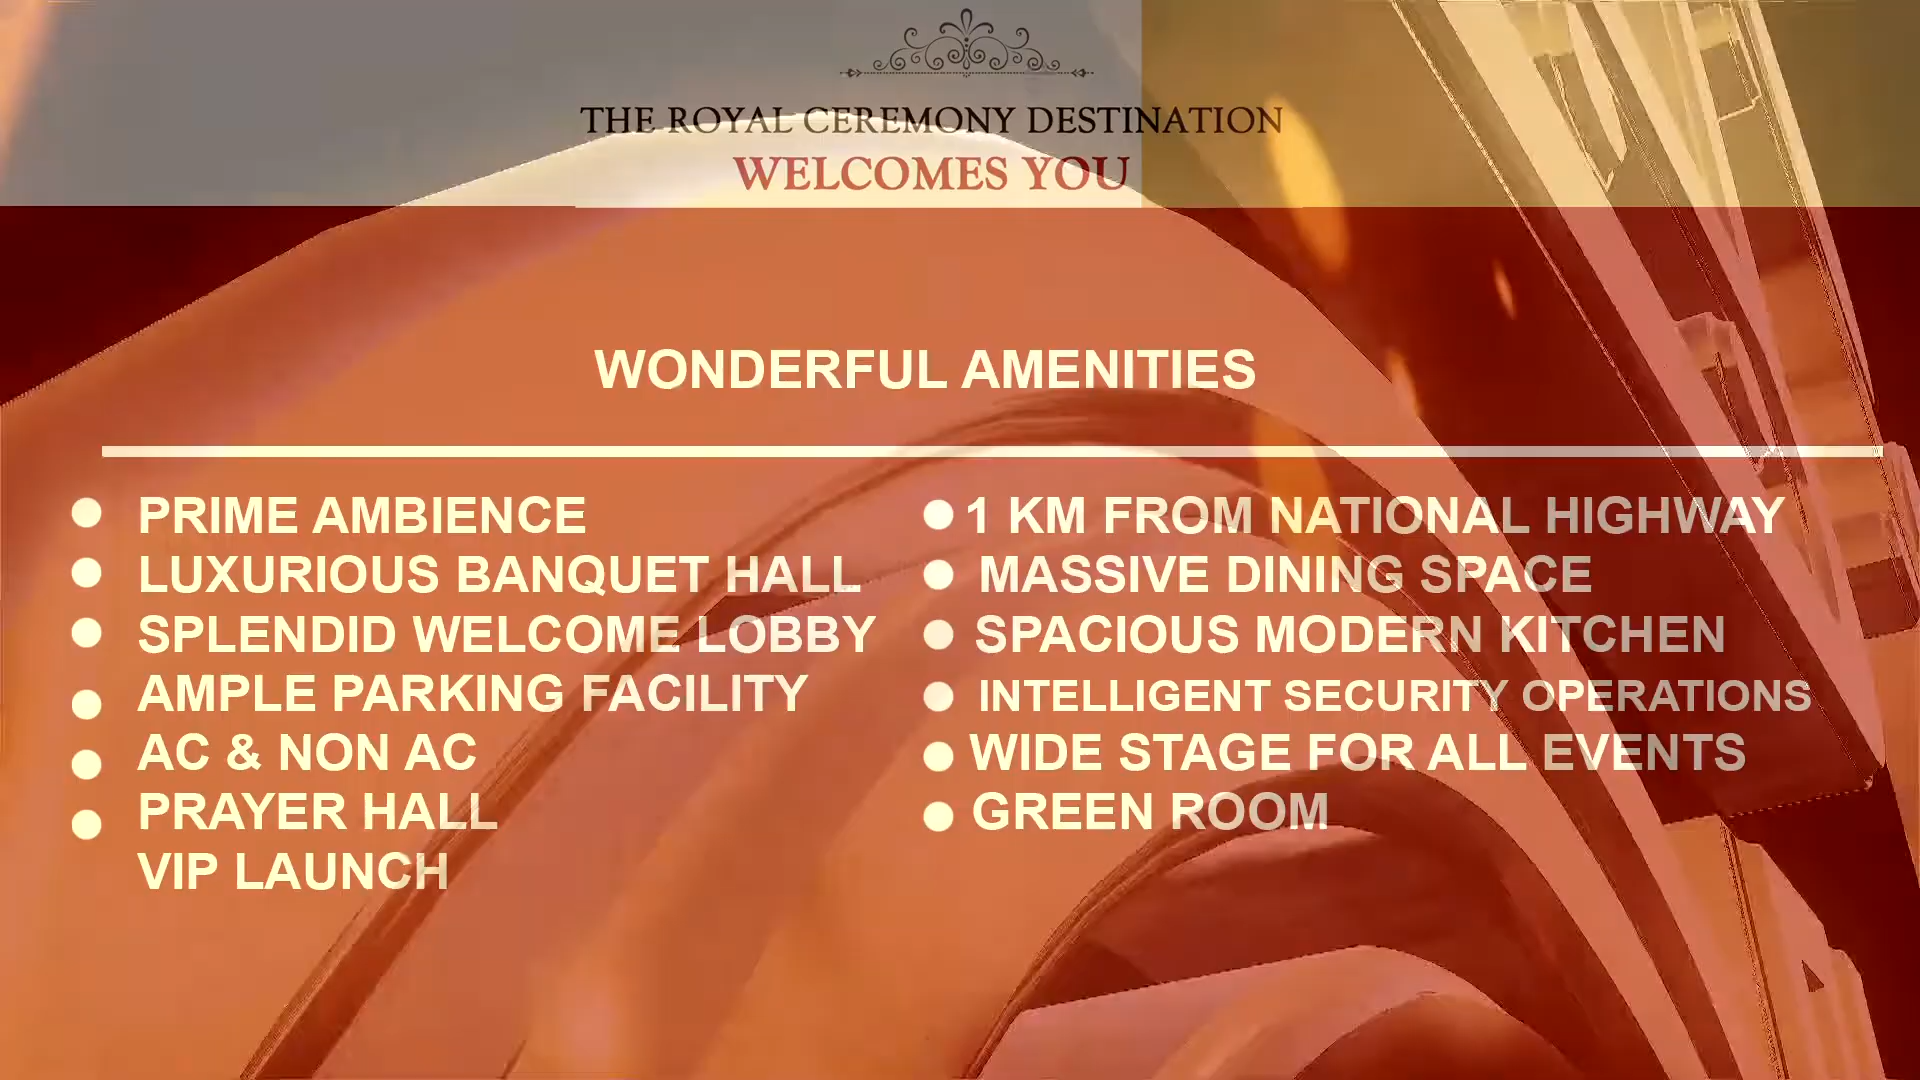 THE ROYAL CEREMONY DESTINATION
WELCOMES YOU
WONDERFUL AMENITIES
PRIME AMBIENCE
LUXURIOUS BANQUET HALL
SPLENDID WELCOME LOBBY
AMPLE PARKING FACILITY
AC & NON AC
PRAYER HALL
VIP LAUNCH
1 KM FROM NATIONAL HIGHWAY
MASSIVE DINING SPACE
SPACIOUS MODERN KITCHEN
INTELLIGENT SECURITY OPERATIONS
WIDE STAGE FOR ALL EVENTS
GREEN ROOM